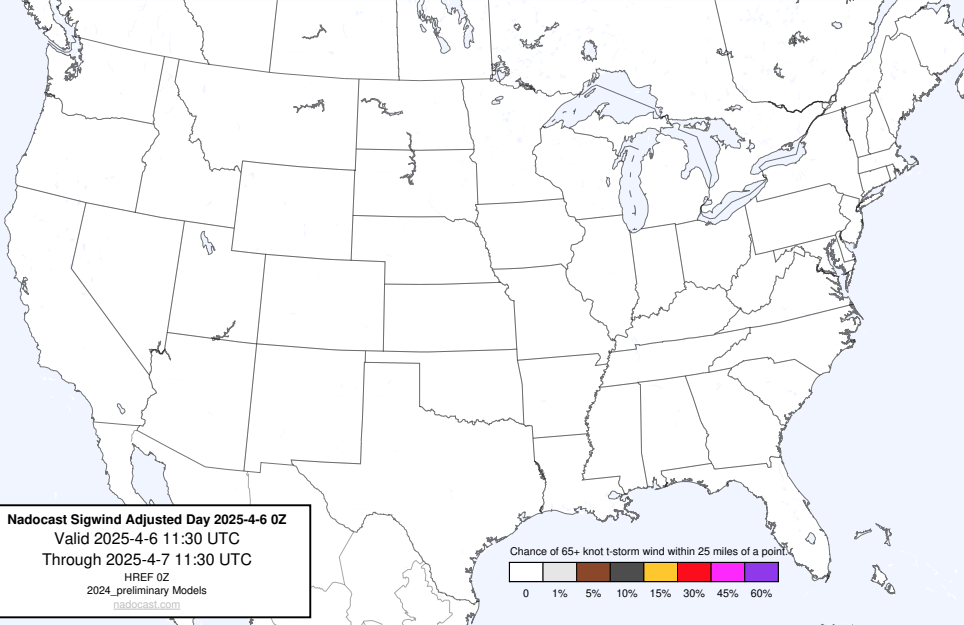 Nadocast Sigwind Adjusted Day 2025-4-6 0Z
Valid 2025-4-6 11:30 UTC
Through 2025-4-7 11:30 UTC
HREF 0Z
2024_preliminary Models
nadocast.com
Chance of 65+ knot t-storm wind within 25 miles of a point.
0 1% 5% 10% 15% 30% 45% 60%